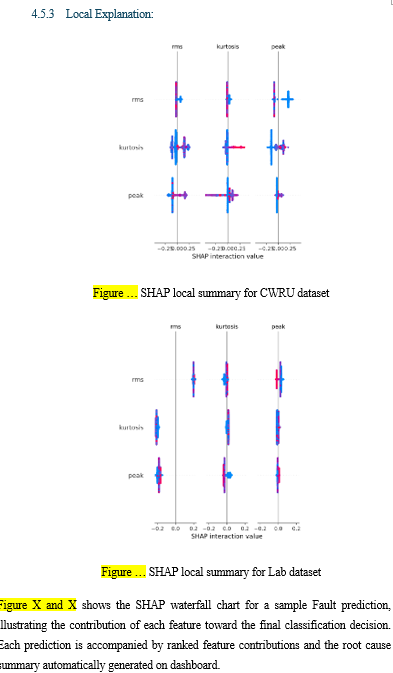 4.5.3 Local Explanation:
rms kurtosis peak
rms
kurtosis
peak
SHAP interaction value
Figure ... SHAP local summary for CWRU dataset
rms kurtosis peak
rms
kurtosis
peak
-0.2 0.0 0.2 -0.2 0.0 0.2 -0.2 0.0 0.2
SHAP interaction value
Figure ... SHAP local summary for Lab dataset
Figure X and X shows the SHAP waterfall chart for a sample Fault prediction,
illustrating the contribution of each feature toward the final classification decision.
Each prediction is accompanied by ranked feature contributions and the root cause
summary automatically generated on dashboard.